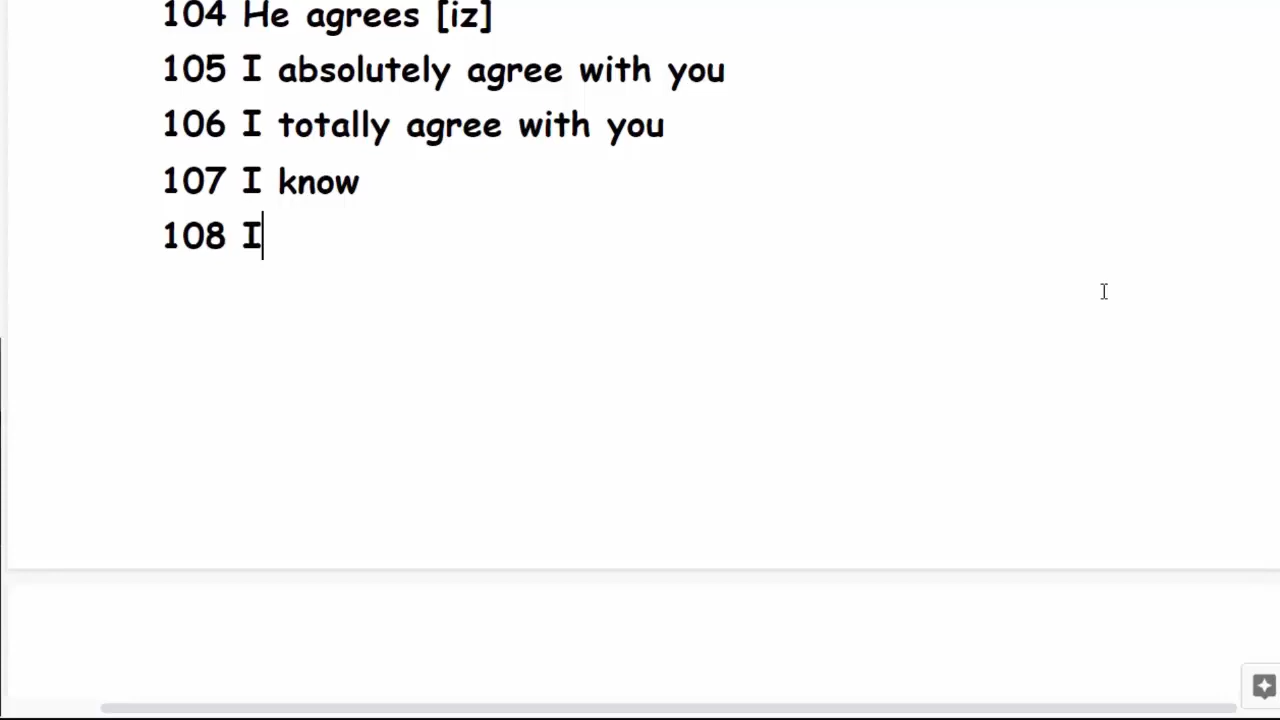 104 He agrees [iz]
105 I absolutely agree with you
106 I totally agree with you
107 I know
108 I